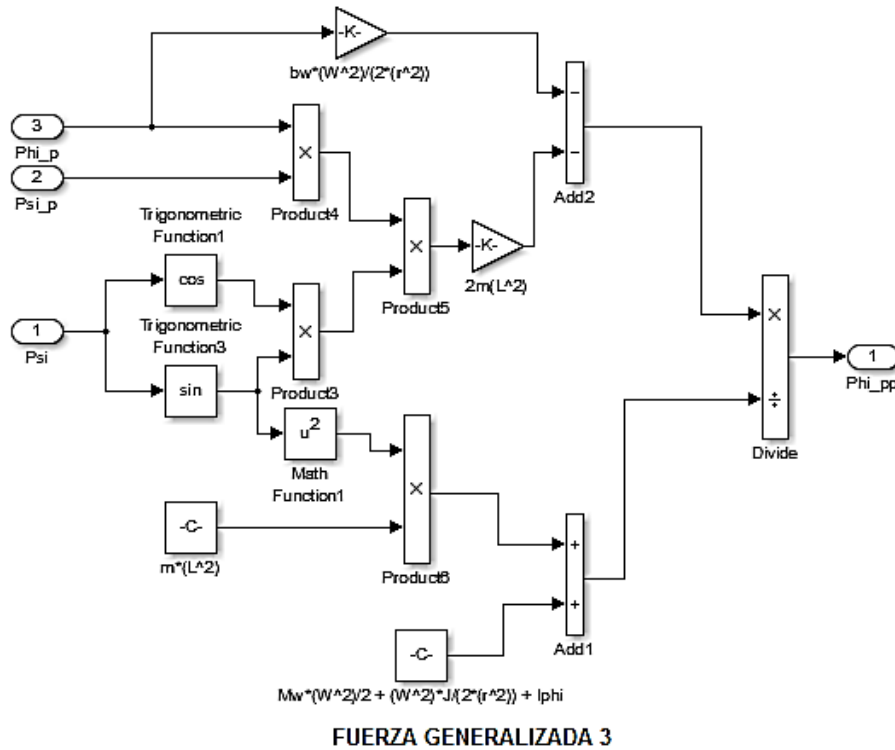 -K-
bw*(W^2)/(2*(r^2))
3
Phi_p
2
Psi_p
×
Product4
−
−
Add2
Trigonometric
Function1
cos
×
Product5
-K-
2m(L^2)
1
Psi
Trigonometric
Function3
sin
×
Product3
×
÷
Divide
1
Phi_pp
u^2
Math
Function1
×
Product6
-C-
m*(L^2)
+
+
Add1
-C-
Mw*(W^2)/2 + (W^2)*J/(2*(r^2)) + Iphi
FUERZA GENERALIZADA 3